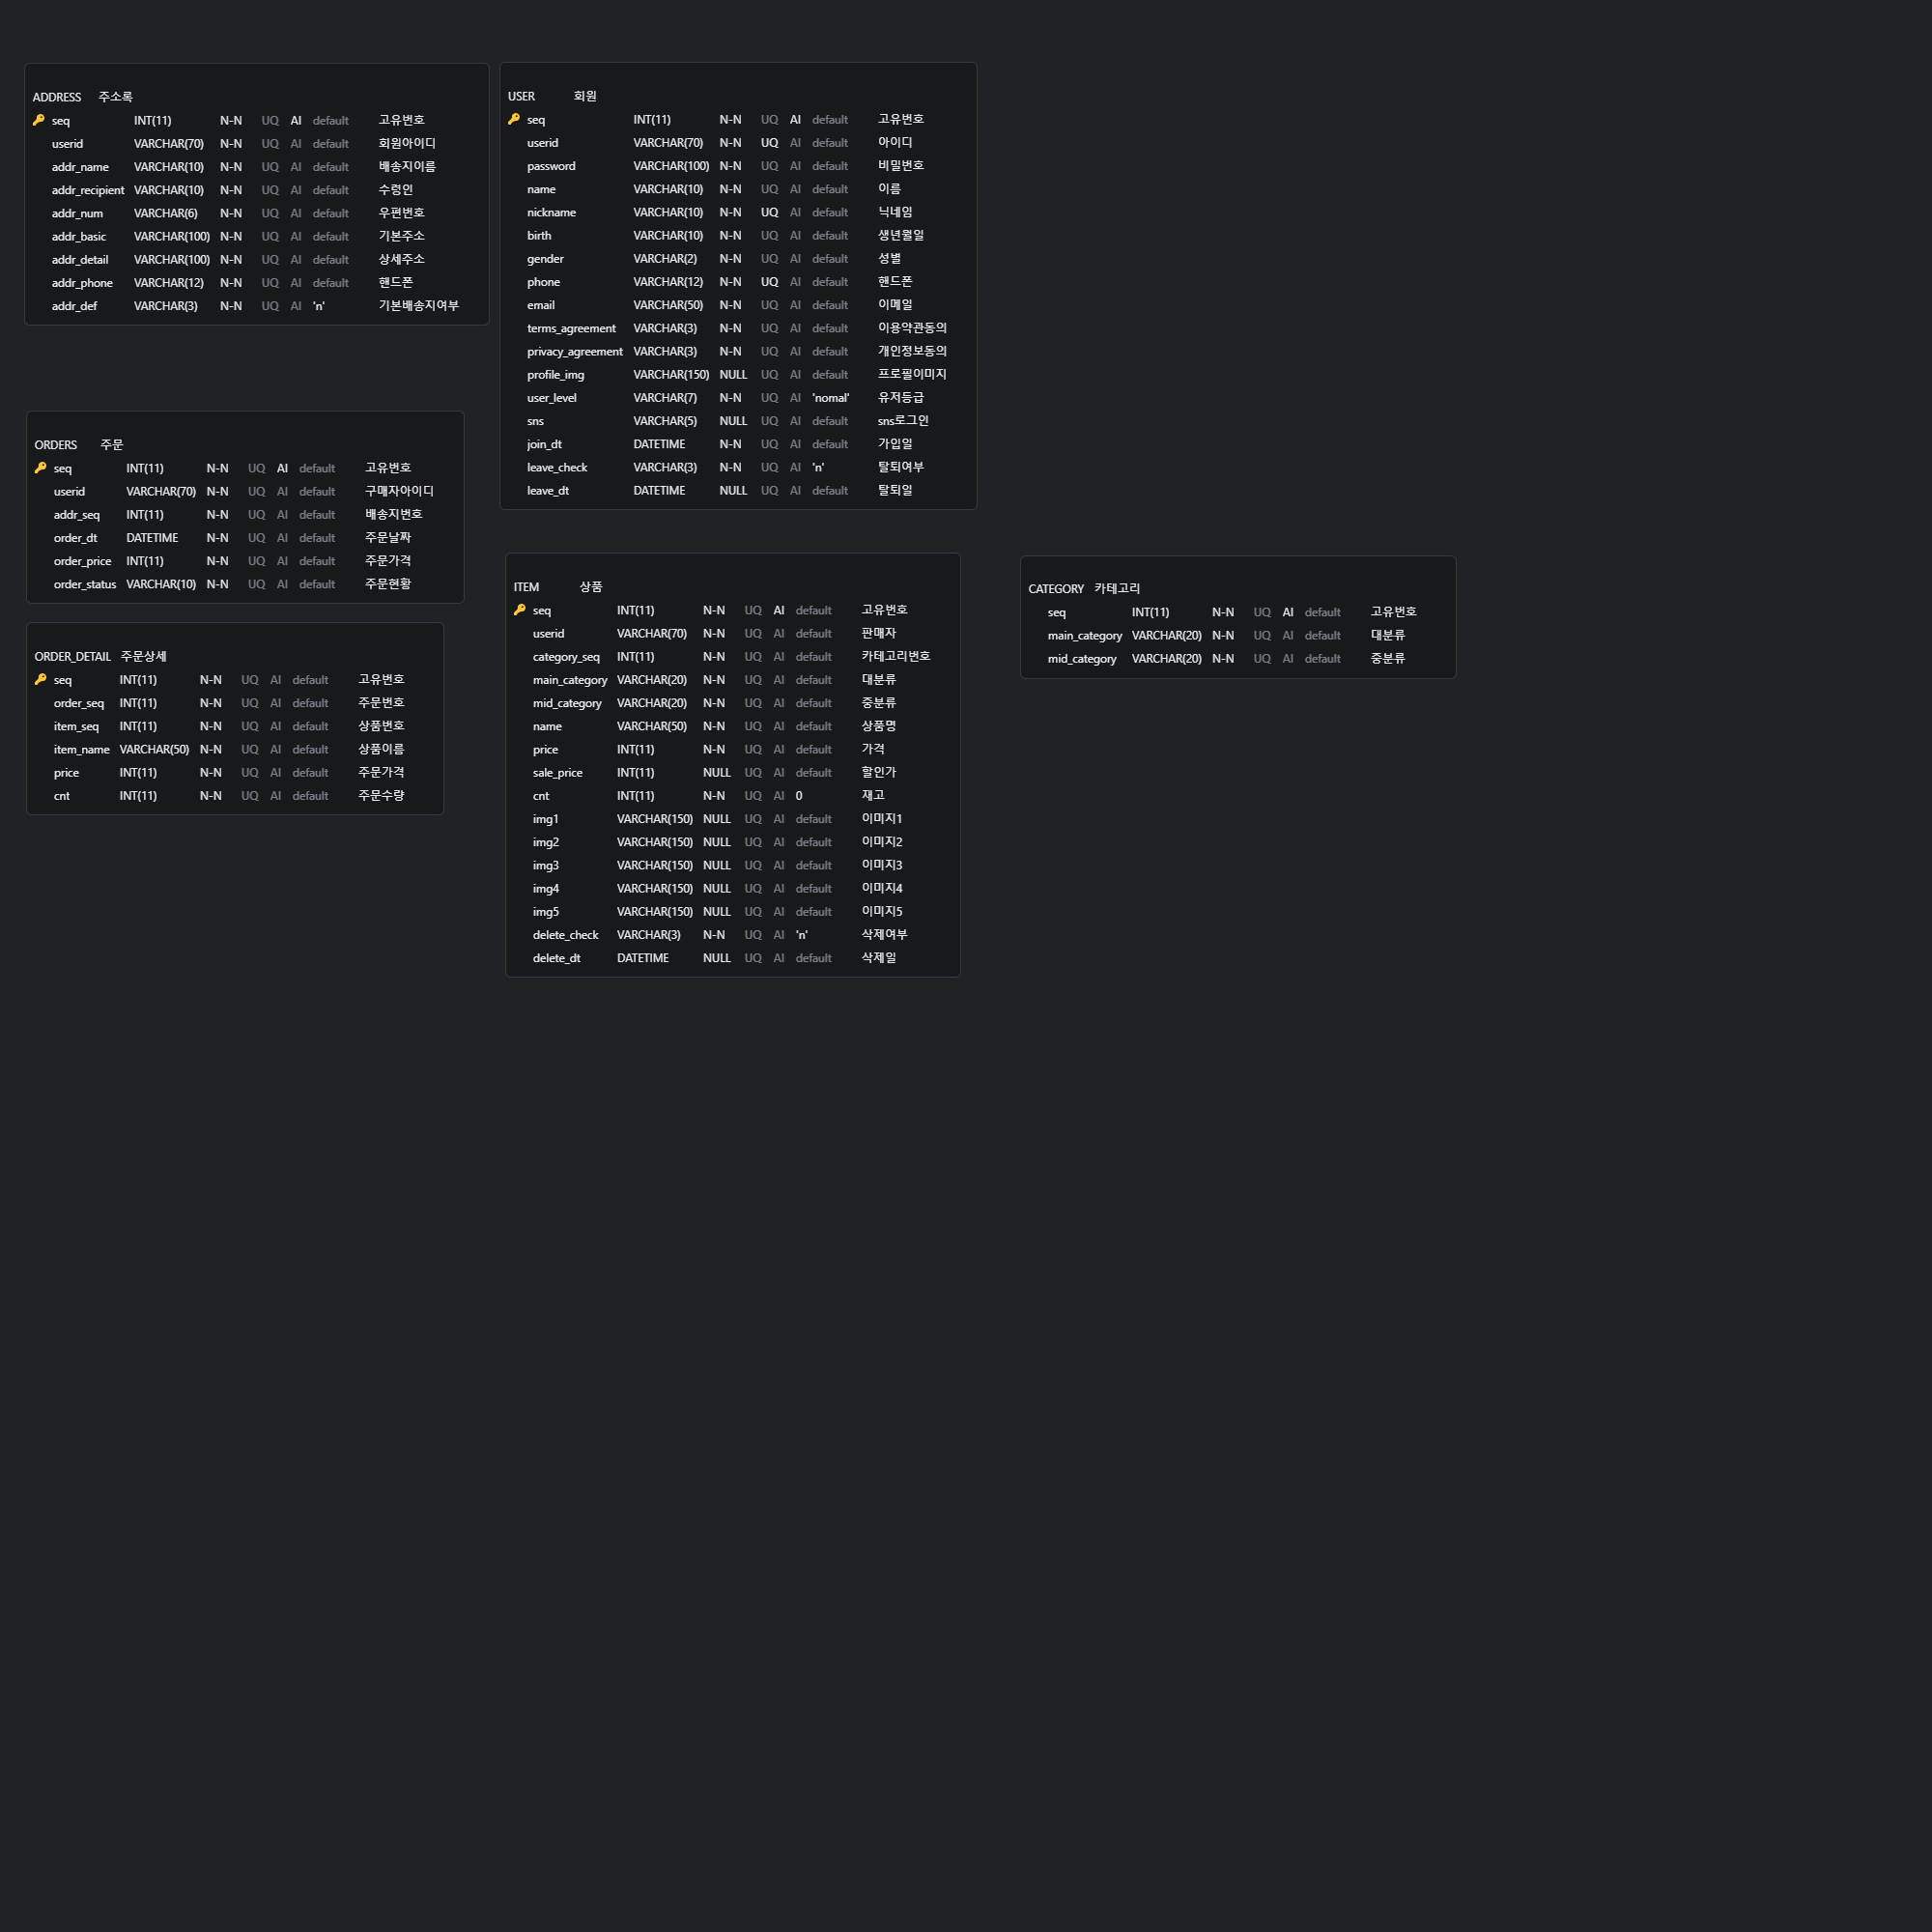 ADDRESS 주소록
seq INT(11) N-N UQ AI default 고유번호
userid VARCHAR(70) N-N UQ AI default 회원아이디
addr_name VARCHAR(10) N-N UQ AI default 배송지이름
addr_recipient VARCHAR(10) N-N UQ AI default 수령인
addr_num VARCHAR(6) N-N UQ AI default 우편번호
addr_basic VARCHAR(100) N-N UQ AI default 기본주소
addr_detail VARCHAR(100) N-N UQ AI default 상세주소
addr_phone VARCHAR(12) N-N UQ AI default 핸드폰
addr_def VARCHAR(3) N-N UQ AI 'n' 기본배송지여부
USER 회원
seq INT(11) N-N UQ AI default 고유번호
userid VARCHAR(70) N-N UQ AI default 아이디
password VARCHAR(100) N-N UQ AI default 비밀번호
name VARCHAR(10) N-N UQ AI default 이름
nickname VARCHAR(10) N-N UQ AI default 닉네임
birth VARCHAR(10) N-N UQ AI default 생년월일
gender VARCHAR(2) N-N UQ AI default 성별
phone VARCHAR(12) N-N UQ AI default 핸드폰
email VARCHAR(50) N-N UQ AI default 이메일
terms_agreement VARCHAR(3) N-N UQ AI default 이용약관동의
privacy_agreement VARCHAR(3) N-N UQ AI default 개인정보동의
profile_img VARCHAR(150) NULL UQ AI default 프로필이미지
user_level VARCHAR(7) N-N UQ AI 'nomal' 유저등급
sns VARCHAR(5) NULL UQ AI default sns로그인
join_dt DATETIME N-N UQ AI default 가입일
leave_check VARCHAR(3) N-N UQ AI 'n' 탈퇴여부
leave_dt DATETIME NULL UQ AI default 탈퇴일
ORDERS 주문
seq INT(11) N-N UQ AI default 고유번호
userid VARCHAR(70) N-N UQ AI default 구매자아이디
addr_seq INT(11) N-N UQ AI default 배송지번호
order_dt DATETIME N-N UQ AI default 주문날짜
order_price INT(11) N-N UQ AI default 주문가격
order_status VARCHAR(10) N-N UQ AI default 주문현황
ORDER_DETAIL 주문상세
seq INT(11) N-N UQ AI default 고유번호
order_seq INT(11) N-N UQ AI default 주문번호
item_seq INT(11) N-N UQ AI default 상품번호
item_name VARCHAR(50) N-N UQ AI default 상품이름
price INT(11) N-N UQ AI default 주문가격
cnt INT(11) N-N UQ AI default 주문수량
ITEM 상품
seq INT(11) N-N UQ AI default 고유번호
userid VARCHAR(70) N-N UQ AI default 판매자
category_seq INT(11) N-N UQ AI default 카테고리번호
main_category VARCHAR(20) N-N UQ AI default 대분류
mid_category VARCHAR(20) N-N UQ AI default 중분류
name VARCHAR(50) N-N UQ AI default 상품명
price INT(11) N-N UQ AI default 가격
sale_price INT(11) NULL UQ AI default 할인가
cnt INT(11) N-N UQ AI 0 재고
img1 VARCHAR(150) NULL UQ AI default 이미지1
img2 VARCHAR(150) NULL UQ AI default 이미지2
img3 VARCHAR(150) NULL UQ AI default 이미지3
img4 VARCHAR(150) NULL UQ AI default 이미지4
img5 VARCHAR(150) NULL UQ AI default 이미지5
delete_check VARCHAR(3) N-N UQ AI 'n' 삭제여부
delete_dt DATETIME NULL UQ AI default 삭제일
CATEGORY 카테고리
seq INT(11) N-N UQ AI default 고유번호
main_category VARCHAR(20) N-N UQ AI default 대분류
mid_category VARCHAR(20) N-N UQ AI default 중분류